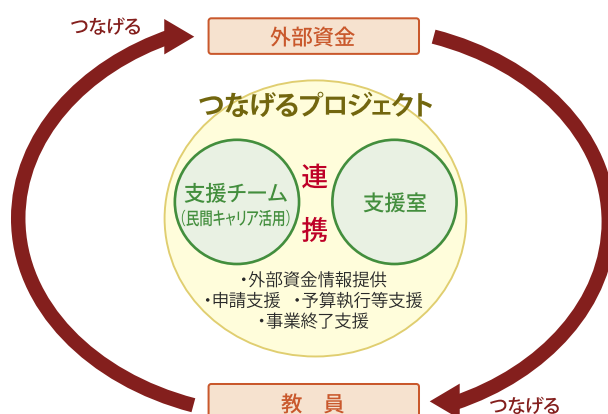 つなげる
外部資金
つなげるプロジェクト
支援チーム
（民間キャリア活用）
連
携
支援室
・外部資金情報提供
・申請支援　・予算執行等支援
・事業終了支援
教　員
つなげる